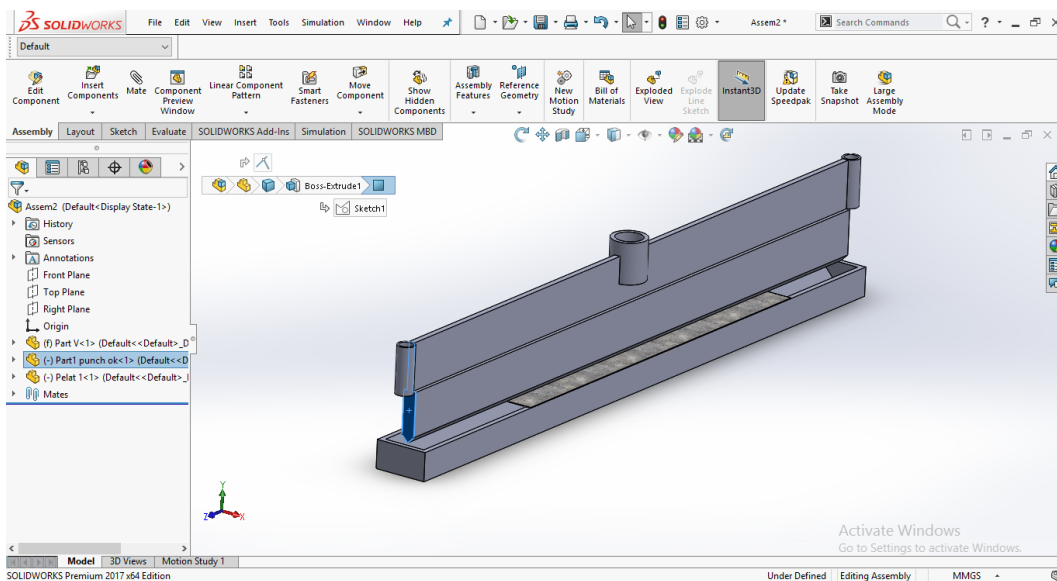 SOLIDWORKS File Edit View Insert Tools Simulation Window Help Assem2 * Search Commands
Default
Edit Component
Insert Components
Mate
Component Preview Window
Linear Component Pattern
Smart Fasteners
Move Component
Show Hidden Components
Assembly Features
Reference Geometry
New Motion Study
Bill of Materials
Exploded View
Explode Line Sketch
Instant3D
Update Speedpak
Take Snapshot
Large Assembly Mode
Assembly Layout Sketch Evaluate SOLIDWORKS Add-Ins Simulation SOLIDWORKS MBD
Boss-Extrude1
Sketch1
Assem2 (Default<Display State-1>)
History
Sensors
Annotations
Front Plane
Top Plane
Right Plane
Origin
(f) Part V<1> (Default<<Default>_D
(-) Part1 punch ok<1> (Default<<D
(-) Pelat 1<1> (Default<<Default>_
Mates
Y
Z X
Activate Windows
Go to Settings to activate Windows.
Model 3D Views Motion Study 1
SOLIDWORKS Premium 2017 x64 Edition Under Defined Editing Assembly MMGS